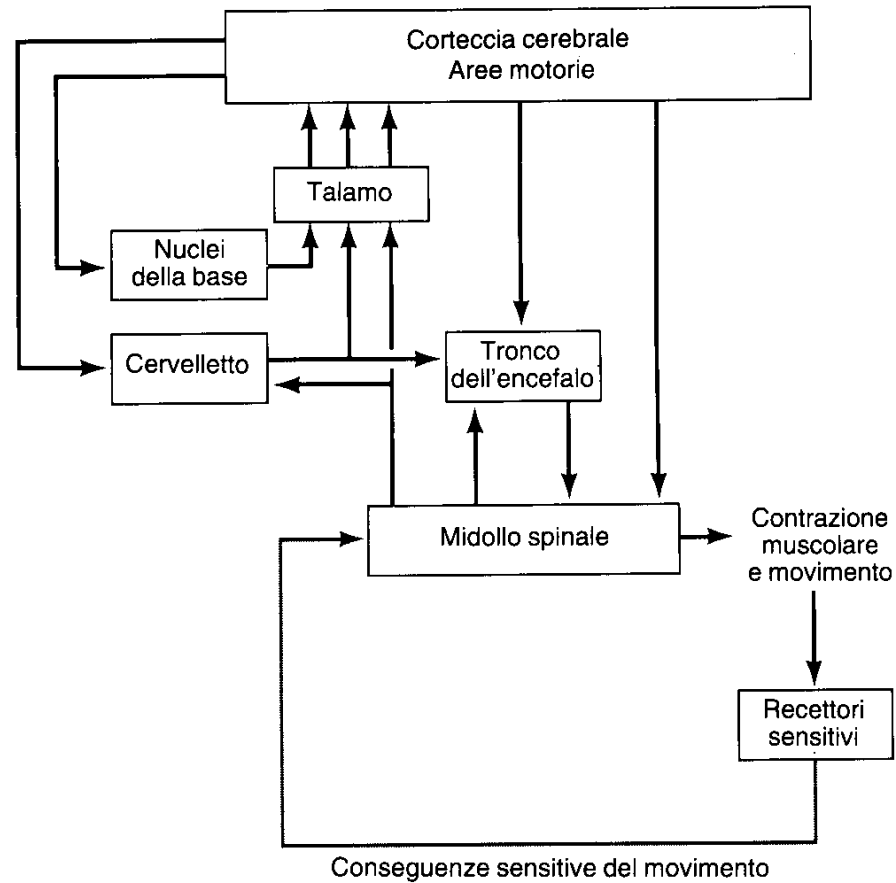 Corteccia cerebrale
Aree motorie
Talamo
Nuclei
della base
Cervelletto
Tronco
dell'encefalo
Midollo spinale
Contrazione
muscolare
e movimento
Recettori
sensitivi
Conseguenze sensitive del movimento